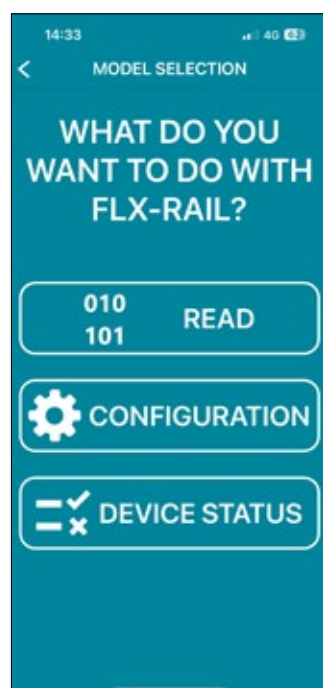 14:33
4G 63
MODEL SELECTION
WHAT DO YOU
WANT TO DO WITH
FLX-RAIL?
010
101
READ
CONFIGURATION
DEVICE STATUS